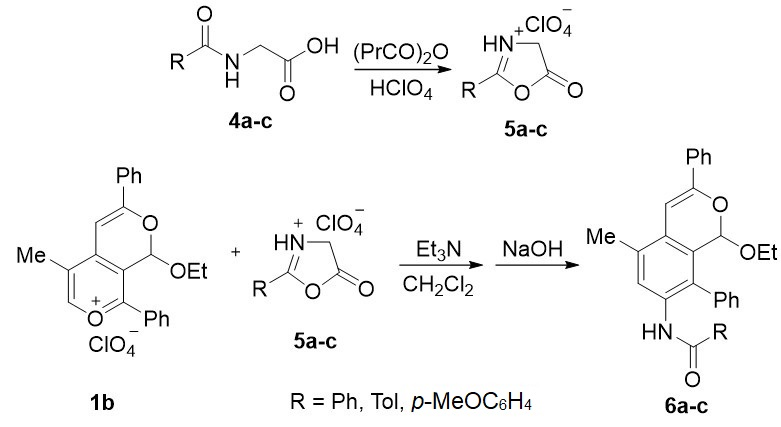 O
R
N
H
OH
O
4a-c
(PrCO)₂O
HClO₄
HN⁺ ClO₄⁻
R
O
O
5a-c
Ph
O
Me
OEt
O⁺
Ph
ClO₄⁻
1b
+
HN⁺ ClO₄⁻
R
O
O
5a-c
Et₃N
CH₂Cl₂
NaOH
Ph
O
Me
OEt
Ph
HN
R
O
6a-c
R = Ph, Tol, p-MeOC₆H₄